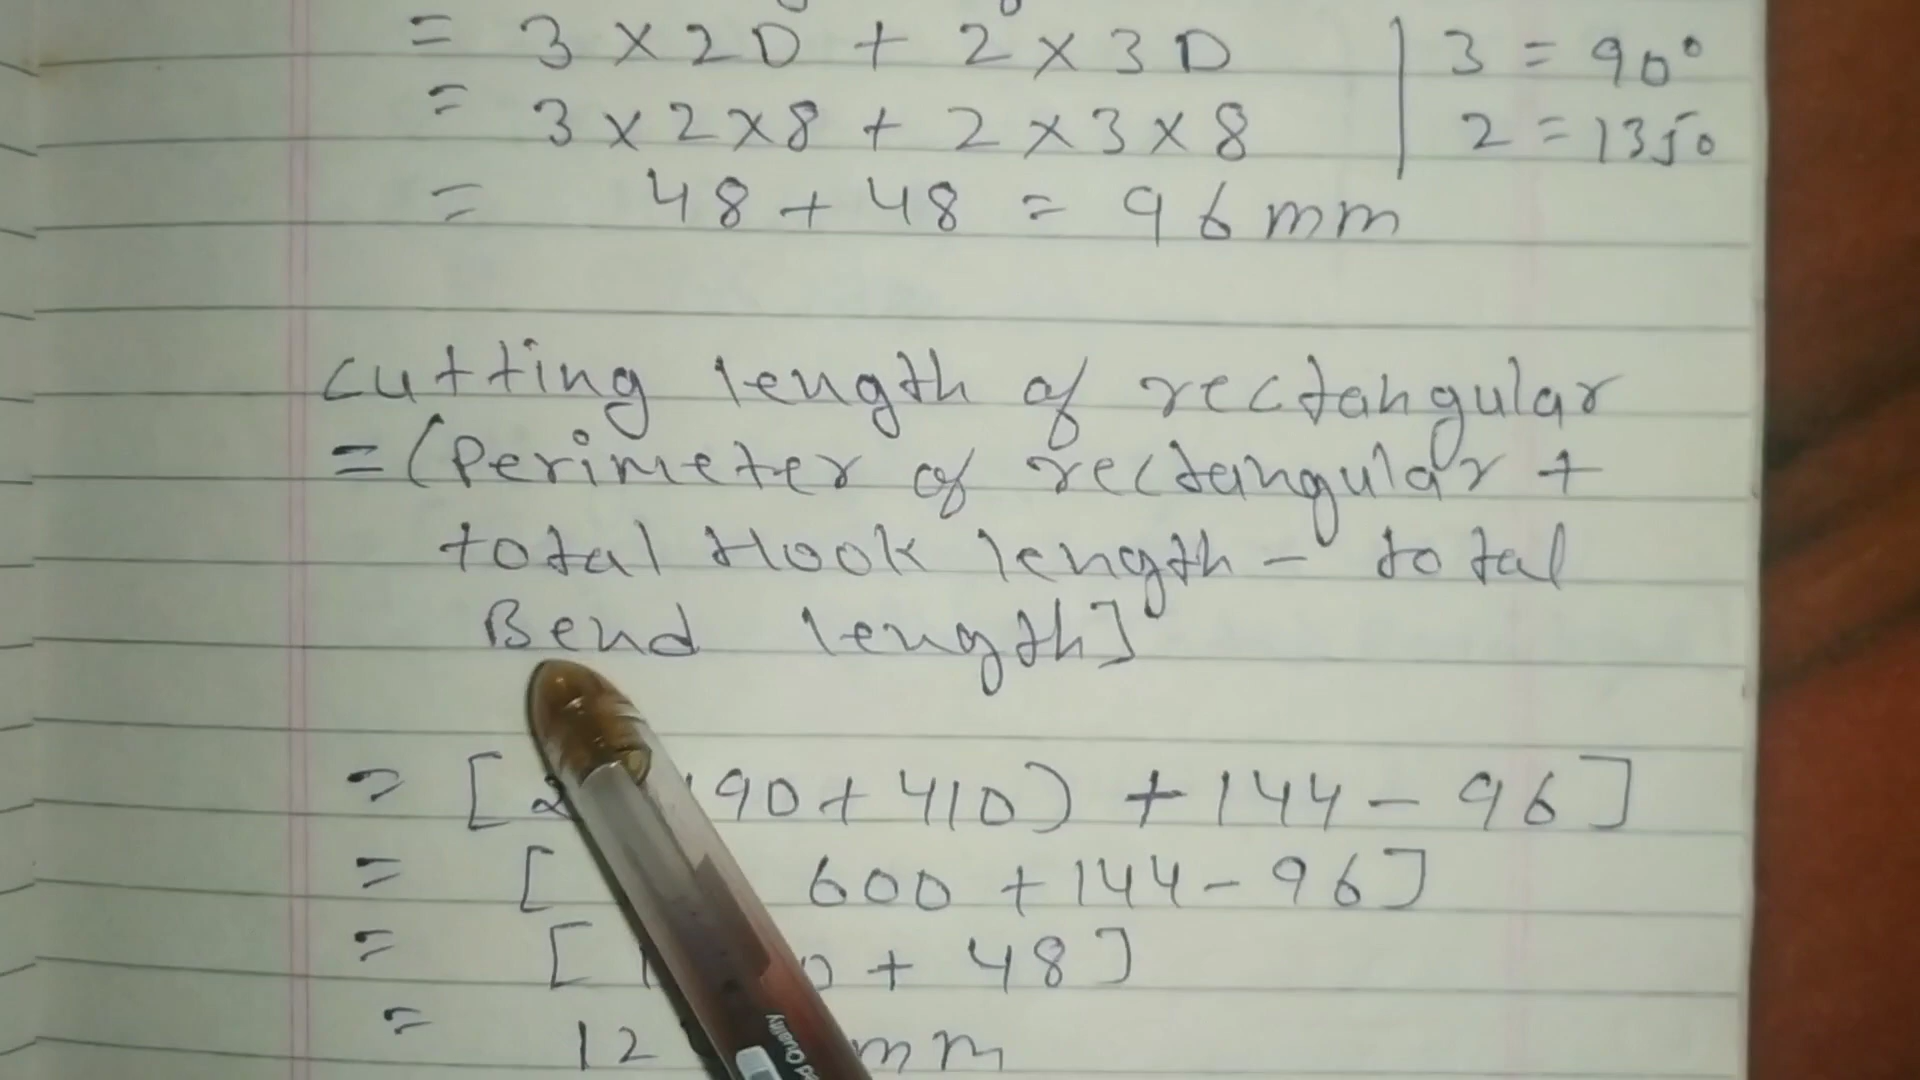 = 3 × 2D + 2 × 3D | 3 = 90°
= 3 × 2 × 8 + 2 × 3 × 8 | 2 = 135°
= 48 + 48 = 96 mm
cutting length of rectangular
= (Perimeter of rectangular +
total Hook length - total
Bend length]
= [2 190 + 410) + 144 - 96]
= [ 600 + 144 - 96]
= [ + 48]
= 12 mm